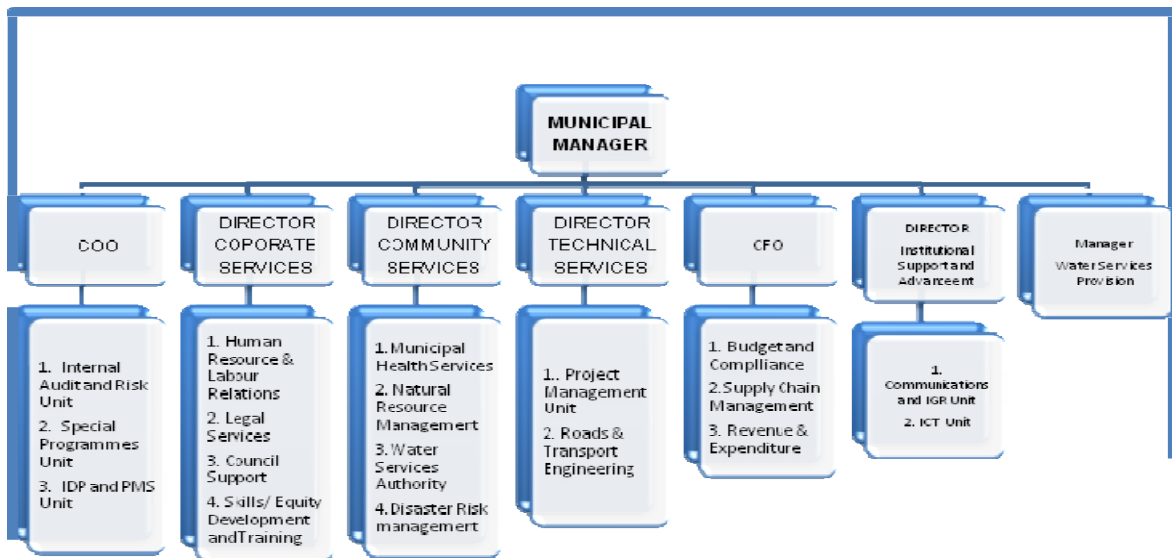 MUNICIPAL
MANAGER
COO
DIRECTOR
COPORATE
SERVICES
DIRECTOR
COMMUNITY
SERVICES
DIRECTOR
TECHNICAL
SERVICES
CFO
DIRECTOR
Institutional
Support and
Advanceent
Manager
Water Services
Provision
1. Internal
Audit and Risk
Unit
2. Special
Programmes
Unit
3. IDP and PMS
Unit
1. Human
Resource &
Labour
Relations
2. Legal
Services
3. Council
Support
4. Skills/ Equity
Development
and Training
1. Municipal
Health Services
2. Natural
Resource
Management
3. Water
Services
Authority
4. Disaster Risk
management
1.. Project
Management
Unit
2. Roads &
Transport
Engineering
1. Budget and
Complliance
2. Supply Chain
Management
3. Revenue &
Expenditure
1.
Communications
and IGR Unit
2. ICT Unit